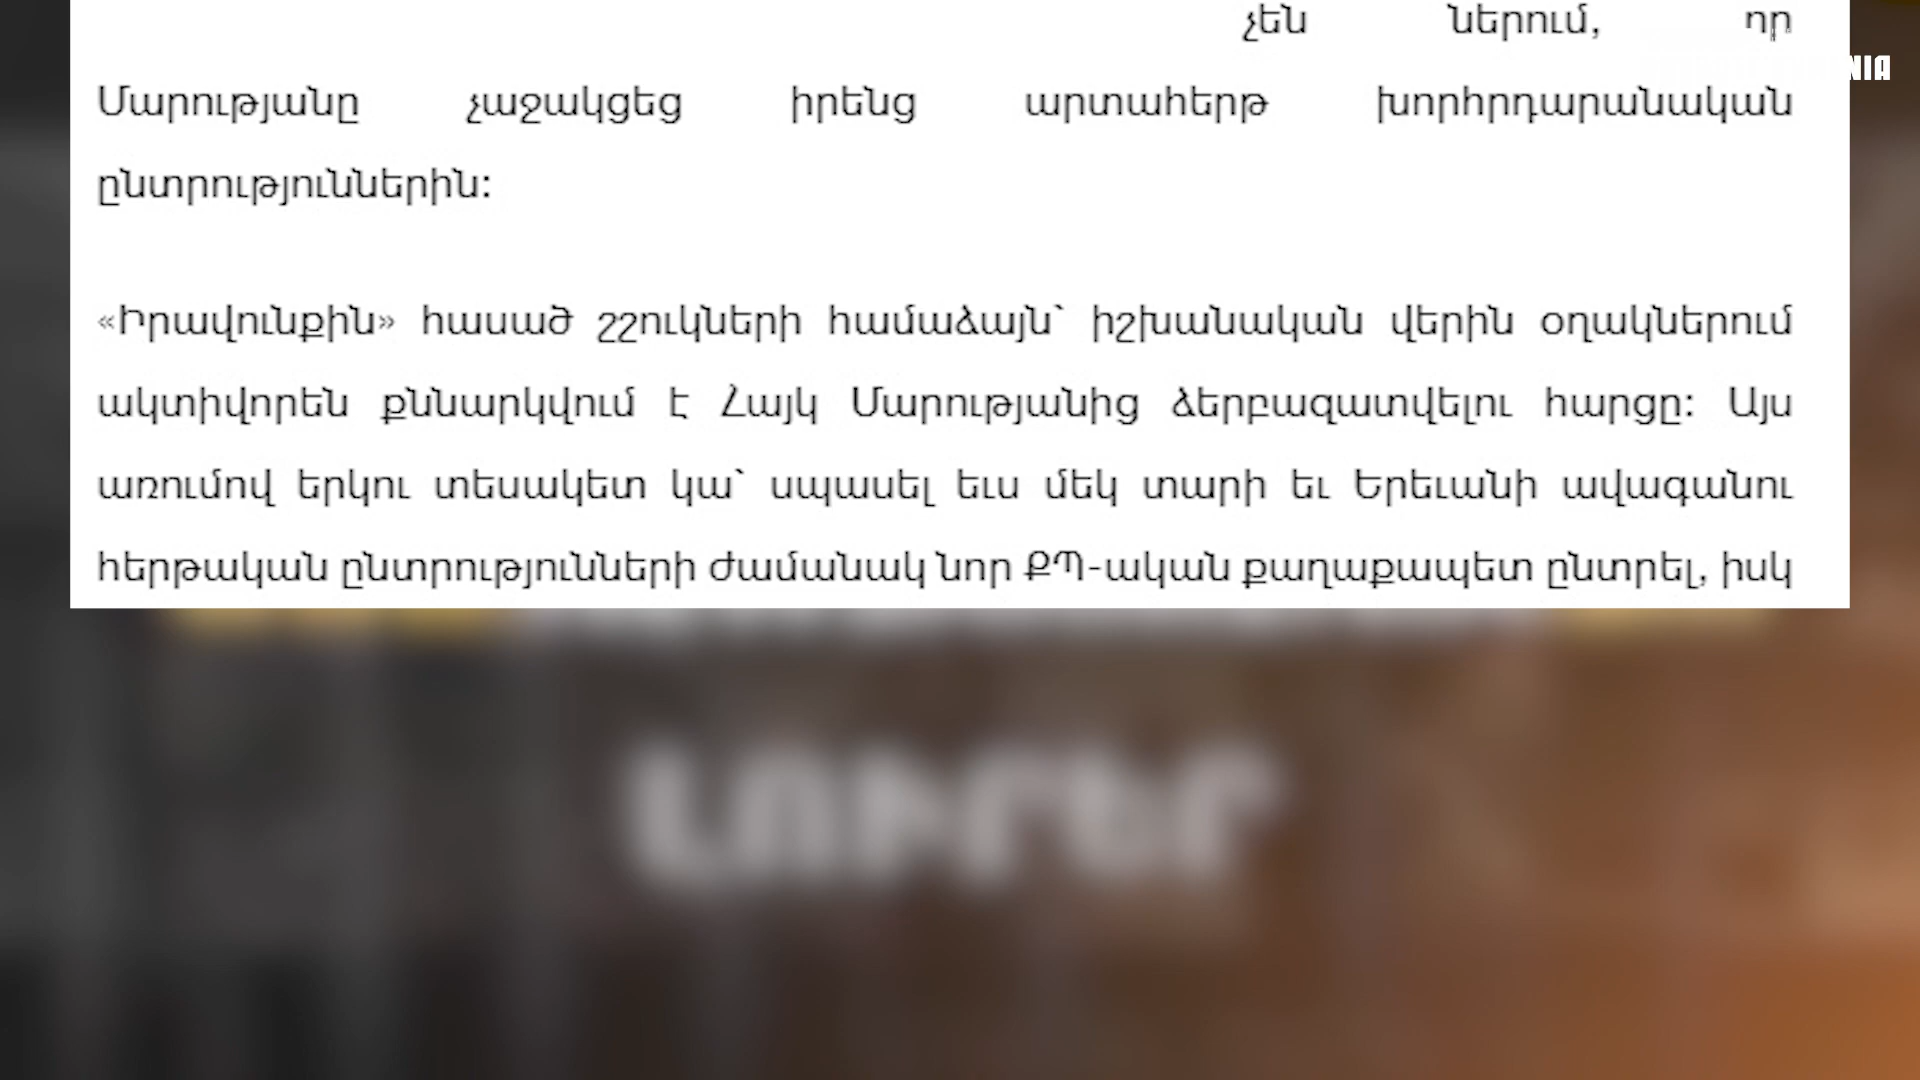 չեն ներում, որ
NIA
Մարությանը չաջակցեց իրենց արտահերթ խորհրդարանական
ընտրություններին:
«Իրավունքին» հասած շշուկների համաձայն՝ իշխանական վերին օղակներում
ակտիվորեն քննարկվում է Հայկ Մարությանից ձերբազատվելու հարցը: Այս
առումով երկու տեսակետ կա՝ սպասել եւս մեկ տարի եւ Երեւանի ավագանու
հերթական ընտրությունների ժամանակ նոր ՔՊ-ական քաղաքապետ ընտրել, իսկ
ԼՈՒՐԵՐ